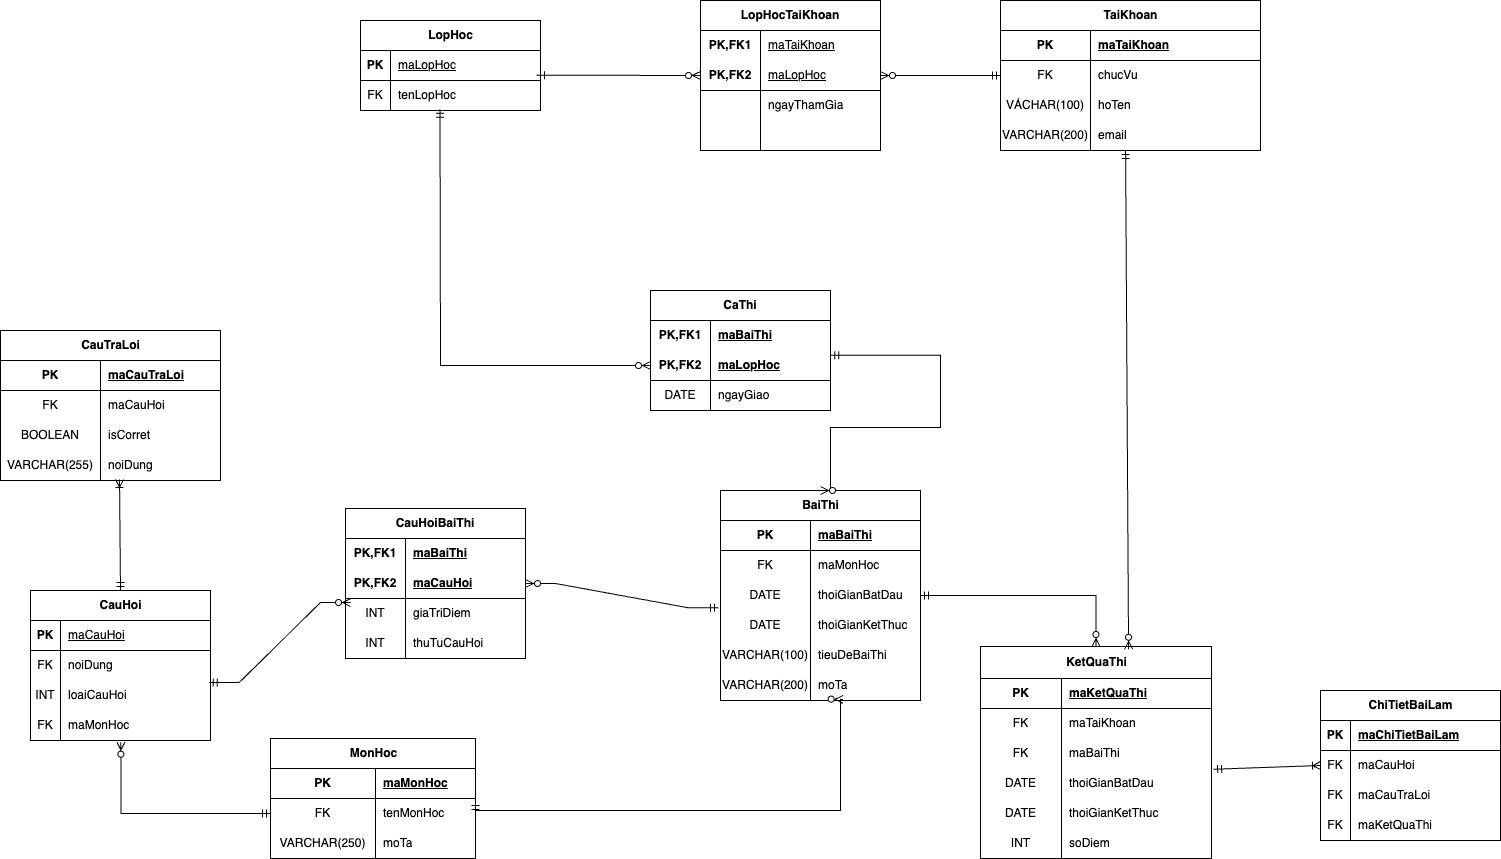 LopHoc
PK maLopHoc
FK tenLopHoc
LopHocTaiKhoan
PK,FK1 maTaiKhoan
PK,FK2 maLopHoc
ngayThamGia
TaiKhoan
PK maTaiKhoan
FK chucVu
VÁCHAR(100) hoTen
VARCHAR(200) email
CaThi
PK,FK1 maBaiThi
PK,FK2 maLopHoc
DATE ngayGiao
CauTraLoi
PK maCauTraLoi
FK maCauHoi
BOOLEAN isCorret
VARCHAR(255) noiDung
CauHoiBaiThi
PK,FK1 maBaiThi
PK,FK2 maCauHoi
INT giaTriDiem
INT thuTuCauHoi
BaiThi
PK maBaiThi
FK maMonHoc
DATE thoiGianBatDau
DATE thoiGianKetThuc
VARCHAR(100) tieuDeBaiThi
VARCHAR(200) moTa
CauHoi
PK maCauHoi
FK noiDung
INT loaiCauHoi
FK maMonHoc
MonHoc
PK maMonHoc
FK tenMonHoc
VARCHAR(250) moTa
KetQuaThi
PK maKetQuaThi
FK maTaiKhoan
FK maBaiThi
DATE thoiGianBatDau
DATE thoiGianKetThuc
INT soDiem
ChiTietBaiLam
PK maChiTietBaiLam
FK maCauHoi
FK maCauTraLoi
FK maKetQuaThi